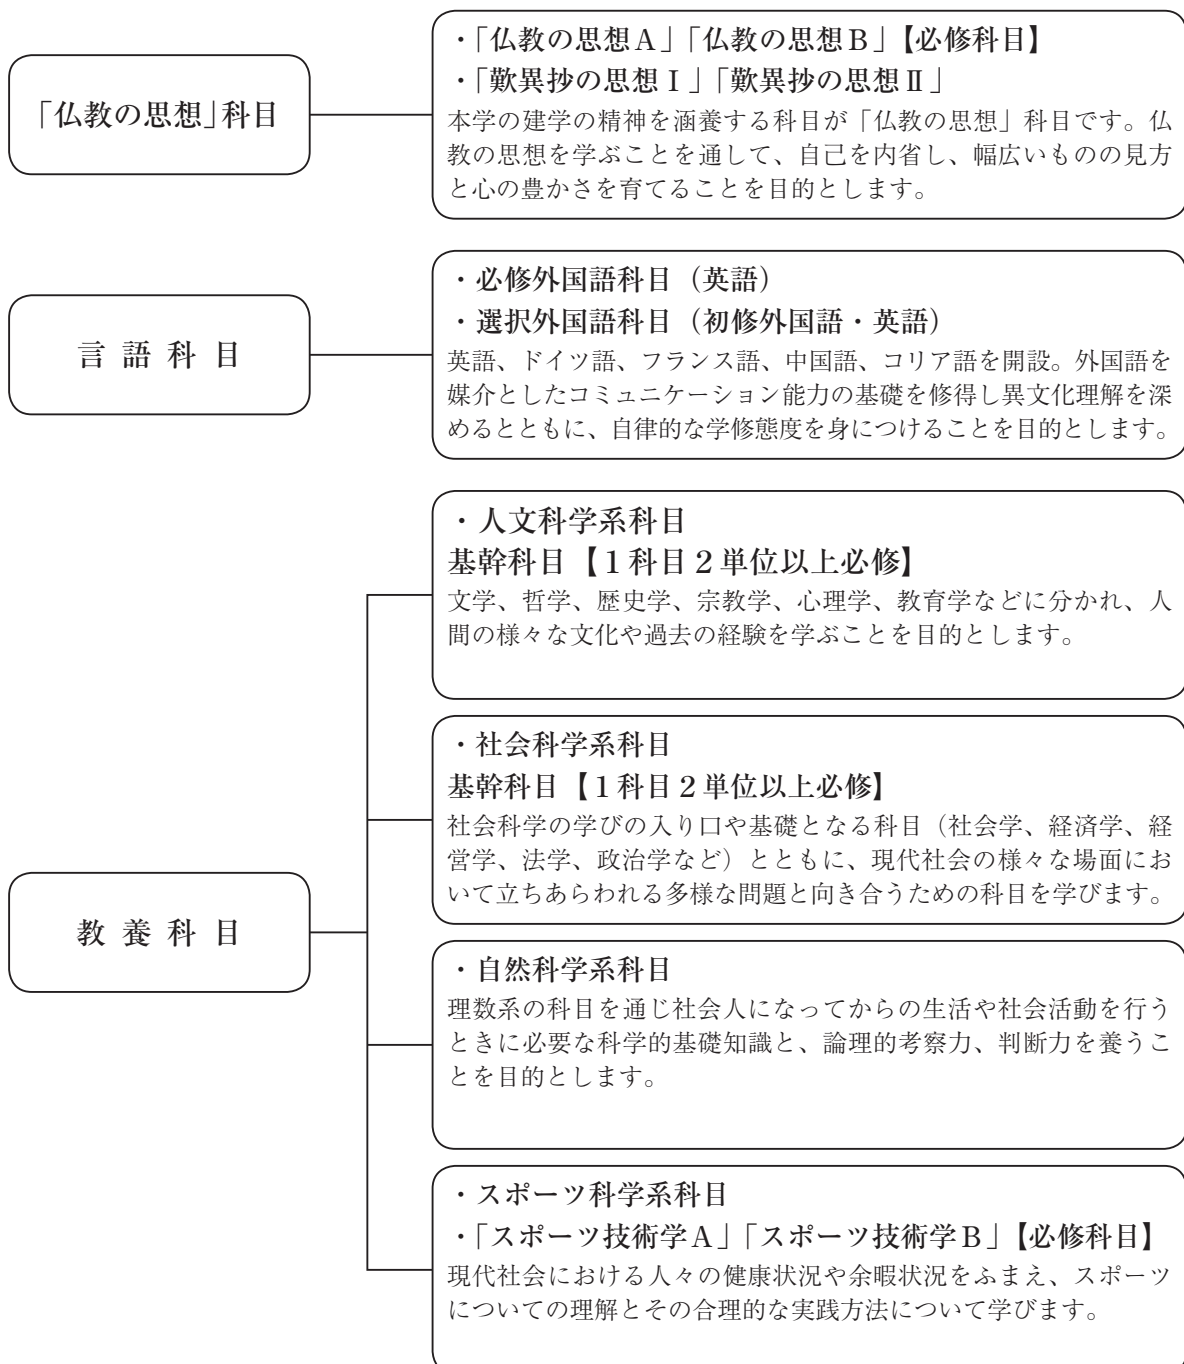 「仏教の思想」科目
・「仏教の思想A」「仏教の思想B」【必修科目】
・「歎異抄の思想Ⅰ」「歎異抄の思想Ⅱ」
本学の建学の精神を涵養する科目が「仏教の思想」科目です。仏
教の思想を学ぶことを通して、自己を内省し、幅広いものの見方
と心の豊かさを育てることを目的とします。
言語科目
・必修外国語科目（英語）
・選択外国語科目（初修外国語・英語）
英語、ドイツ語、フランス語、中国語、コリア語を開設。外国語を
媒介としたコミュニケーション能力の基礎を修得し異文化理解を深
めるとともに、自律的な学修態度を身につけることを目的とします。
教養科目
・人文科学系科目
基幹科目【１科目２単位以上必修】
文学、哲学、歴史学、宗教学、心理学、教育学などに分かれ、人
間の様々な文化や過去の経験を学ぶことを目的とします。
・社会科学系科目
基幹科目【１科目２単位以上必修】
社会科学の学びの入り口や基礎となる科目（社会学、経済学、経
営学、法学、政治学など）とともに、現代社会の様々な場面にお
いて立ちあらわれる多様な問題と向き合うための科目を学びます。
・自然科学系科目
理数系の科目を通じ社会人になってからの生活や社会活動を行う
ときに必要な科学的基礎知識と、論理的考察力、判断力を養うこ
とを目的とします。
・スポーツ科学系科目
・「スポーツ技術学A」「スポーツ技術学B」【必修科目】
現代社会における人々の健康状況や余暇状況をふまえ、スポーツ
についての理解とその合理的な実践方法について学びます。